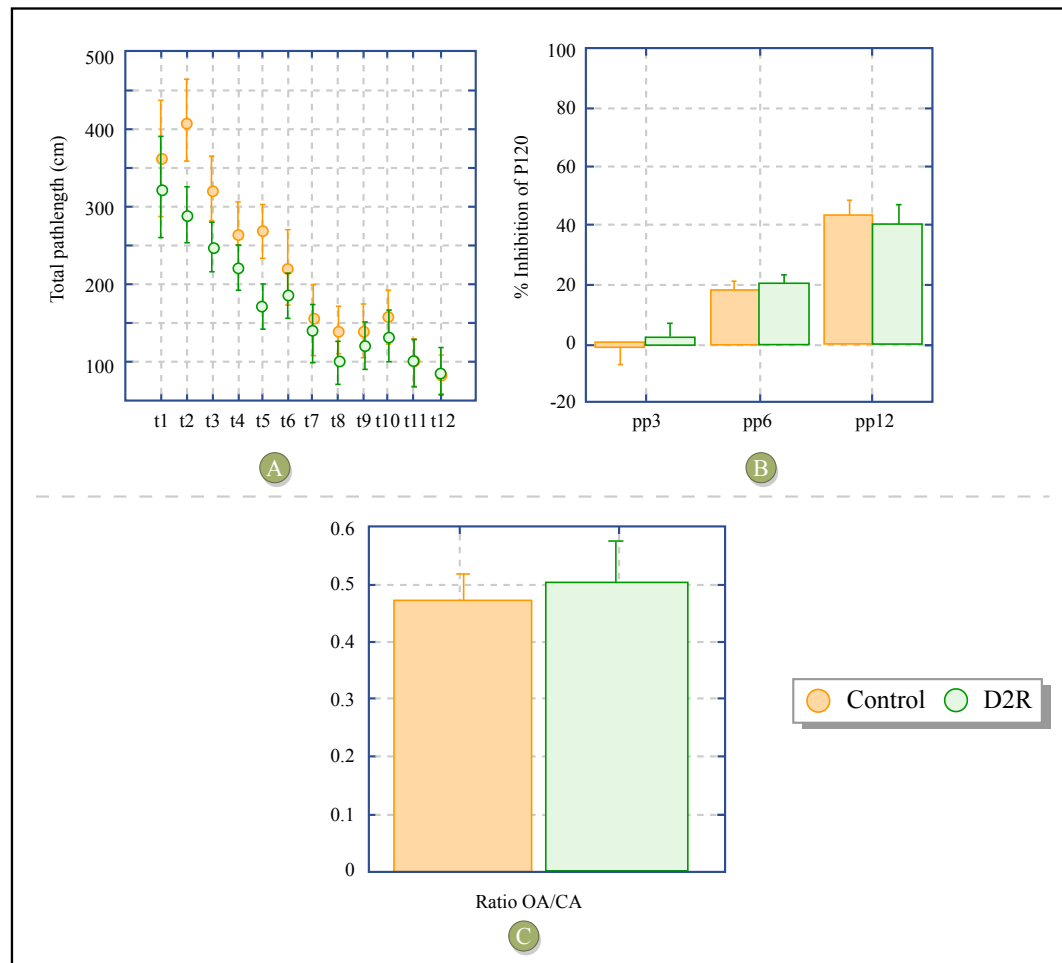 Total pathlength (cm)
500
400
300
200
100
t1 t2 t3 t4 t5 t6 t7 t8 t9 t10 t11 t12
A
% Inhibition of P120
100
80
60
40
20
0
-20
pp3 pp6 pp12
B
0.6
0.5
0.4
0.3
0.2
0.1
0
Ratio OA/CA
C
Control D2R